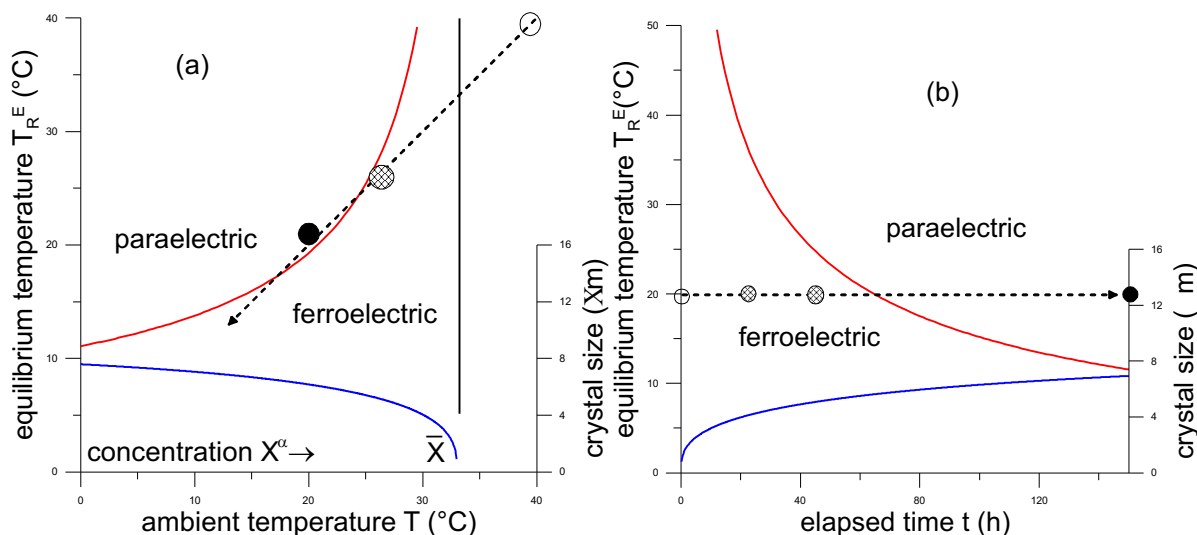 (a)
equilibrium temperature T_R^E (°C)
50
40
30
20
10
0
paraelectric
ferroelectric
concentration X^α→
X̅
16
12
8
4
0
crystal size (Xm)
0
10
20
30
40
ambient temperature T (°C)
(b)
equilibrium temperature T_R^E(°C)
50
40
30
20
10
0
paraelectric
ferroelectric
16
12
8
4
0
crystal size ( m)
0
40
80
120
elapsed time t (h)